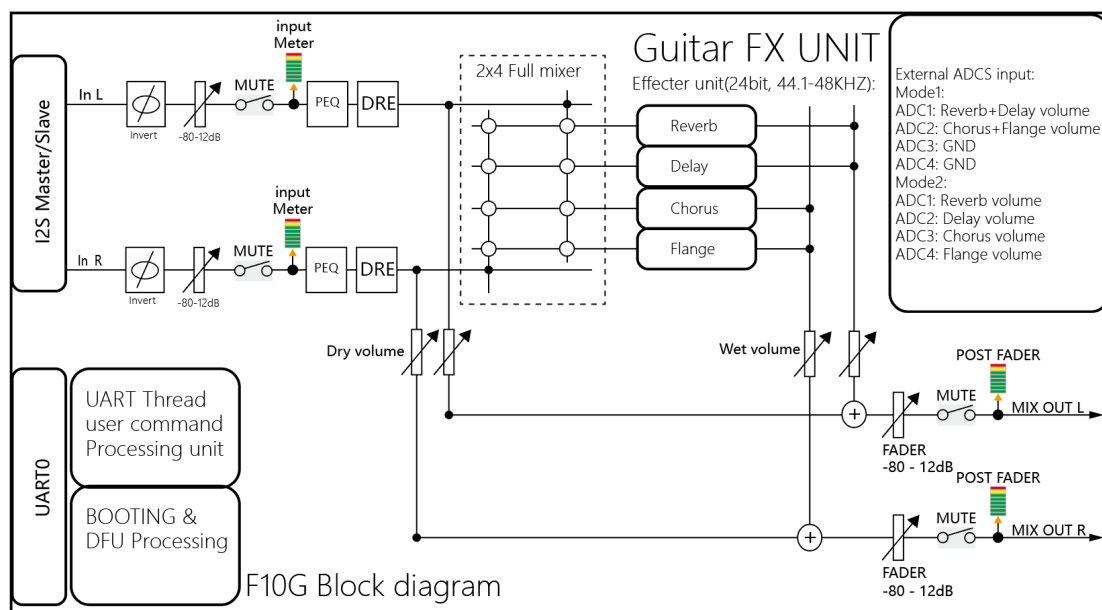 I2S Master/Slave
In L
Invert
-80-12dB
MUTE
input
Meter
PEQ
DRE
In R
Invert
-80-12dB
MUTE
input
Meter
PEQ
DRE
2x4 Full mixer
Guitar FX UNIT
Effecter unit(24bit, 44.1-48KHZ):
Reverb
Delay
Chorus
Flange
External ADCS input:
Mode1:
ADC1: Reverb+Delay volume
ADC2: Chorus+Flange volume
ADC3: GND
ADC4: GND
Mode2:
ADC1: Reverb volume
ADC2: Delay volume
ADC3: Chorus volume
ADC4: Flange volume
Dry volume
Wet volume
+
FADER
-80 - 12dB
MUTE
POST FADER
MIX OUT L
+
FADER
-80 - 12dB
MUTE
POST FADER
MIX OUT R
UART0
UART Thread
user command
Processing unit
BOOTING &
DFU Processing
F10G Block diagram